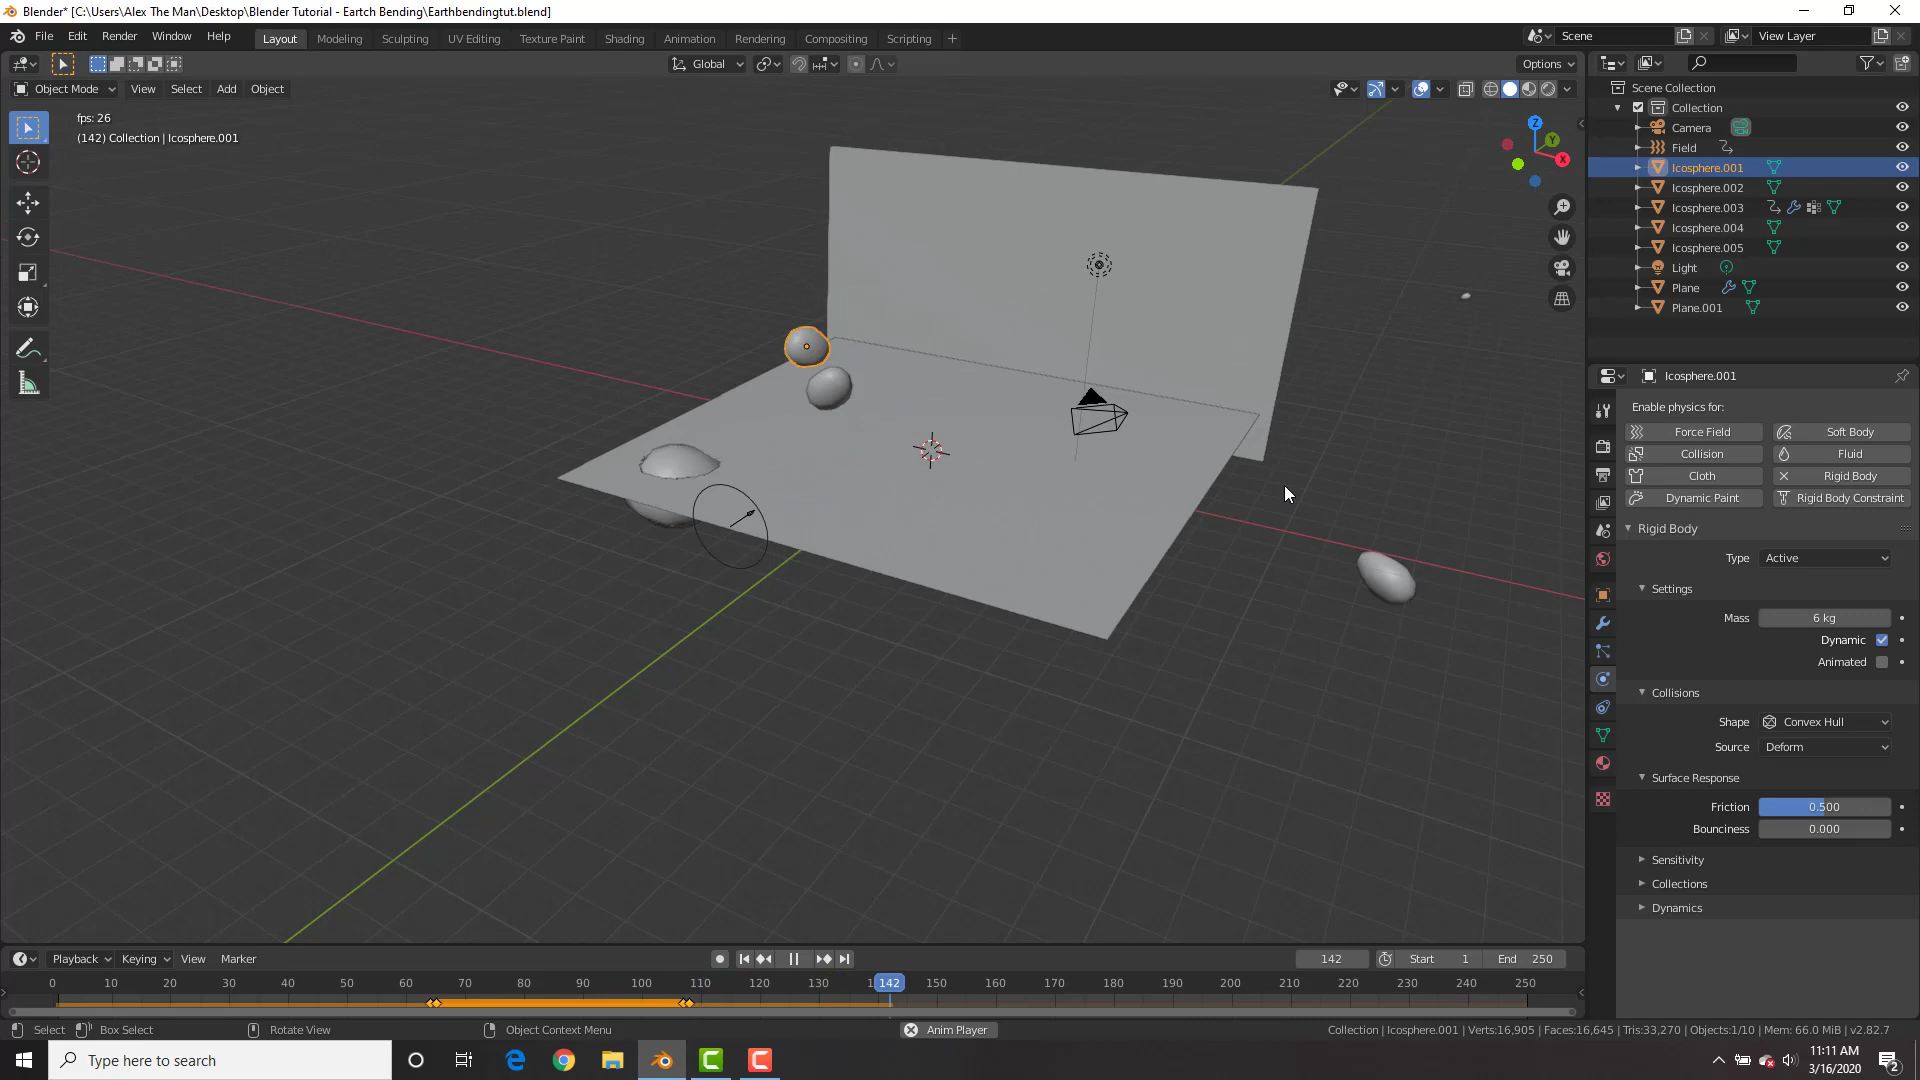 Blender* [C:\Users\Alex The Man\Desktop\Blender Tutorial - Eartch Bending\Earthbendingtut.blend]
File Edit Render Window Help Layout Modeling Sculpting UV Editing Texture Paint Shading Animation Rendering Compositing Scripting + Scene View Layer
Global Options
Object Mode View Select Add Object
fps: 26
(142) Collection | Icosphere.001
Z
Y
X
Scene Collection
Collection
Camera
Field
Icosphere.001
Icosphere.002
Icosphere.003
Icosphere.004
Icosphere.005
Light
Plane
Plane.001
Icosphere.001
Enable physics for:
Force Field Soft Body
Collision Fluid
Cloth Rigid Body
Dynamic Paint Rigid Body Constraint
Rigid Body
Type Active
Settings
Mass 6 kg
Dynamic
Animated
Collisions
Shape Convex Hull
Source Deform
Surface Response
Friction 0.500
Bounciness 0.000
Sensitivity
Collections
Dynamics
Playback Keying View Marker 142 Start 1 End 250
0 10 20 30 40 50 60 70 80 90 100 110 120 130 142 150 160 170 180 190 200 210 220 230 240 250
Select Box Select Rotate View Object Context Menu Anim Player Collection | Icosphere.001 | Verts:16,905 | Faces:16,645 | Tris:33,270 | Objects:1/10 | Mem: 66.0 MiB | v2.82.7
Type here to search
11:11 AM
3/16/2020
2